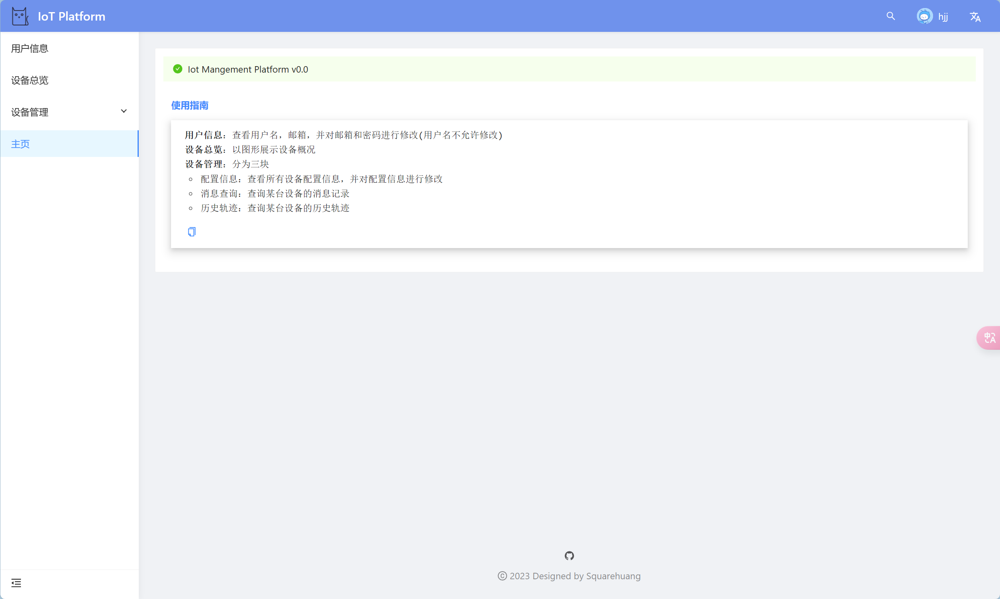 IoT Platform
hjj
用户信息
设备总览
设备管理
主页
Iot Mangement Platform v0.0
使用指南
用户信息：查看用户名，邮箱，并对邮箱和密码进行修改(用户名不允许修改)
设备总览：以图形展示设备概况
设备管理：分为三块
配置信息：查看所有设备配置信息，并对配置信息进行修改
消息查询：查询某台设备的消息记录
历史轨迹：查询某台设备的历史轨迹
© 2023 Designed by Squarehuang